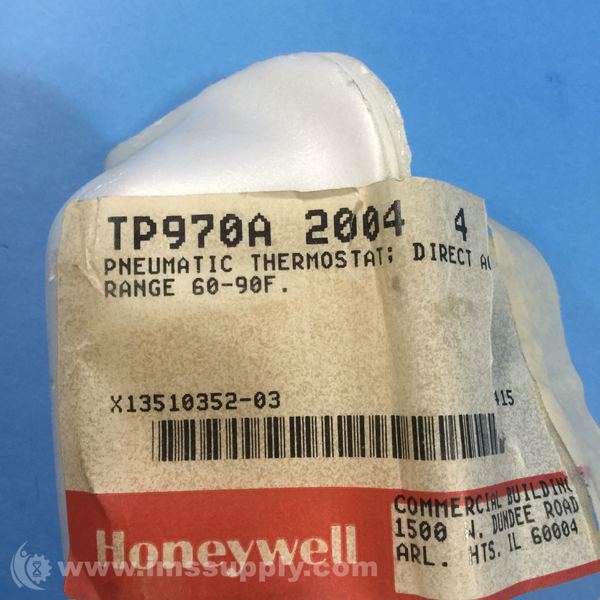 TP970A 2004 4
PNEUMATIC THERMOSTAT; DIRECT
RANGE 60-90F.
X13510352-03
Honeywell
COMMERCIAL BUILDING
1500 W. DUNDEE ROAD
ARL. HTS. IL 60004
www.imssupply.com